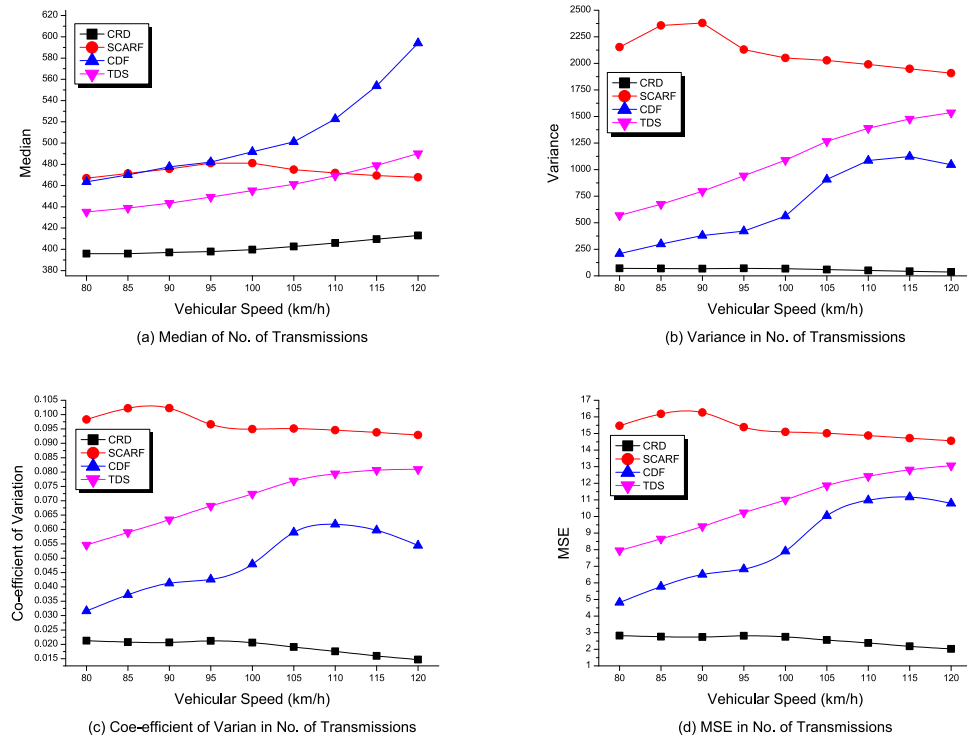 620
600
580
560
540
520
500
480
460
440
420
400
380
Median
CRD
SCARF
CDF
TDS
80 85 90 95 100 105 110 115 120
Vehicular Speed (km/h)
(a) Median of No. of Transmissions
2500
2250
2000
1750
1500
1250
1000
750
500
250
0
Variance
CRD
SCARF
CDF
TDS
80 85 90 95 100 105 110 115 120
Vehicular Speed (km/h)
(b) Variance in No. of Transmissions
0.105
0.100
0.095
0.090
0.085
0.080
0.075
0.070
0.065
0.060
0.055
0.050
0.045
0.040
0.035
0.030
0.025
0.020
0.015
Co-efficient of Variation
CRD
SCARF
CDF
TDS
80 85 90 95 100 105 110 115 120
Vehicular Speed (km/h)
(c) Coe-efficient of Varian in No. of Transmissions
17
16
15
14
13
12
11
10
9
8
7
6
5
4
3
2
1
MSE
CRD
SCARF
CDF
TDS
80 85 90 95 100 105 110 115 120
Vehicular Speed (km/h)
(d) MSE in No. of Transmissions